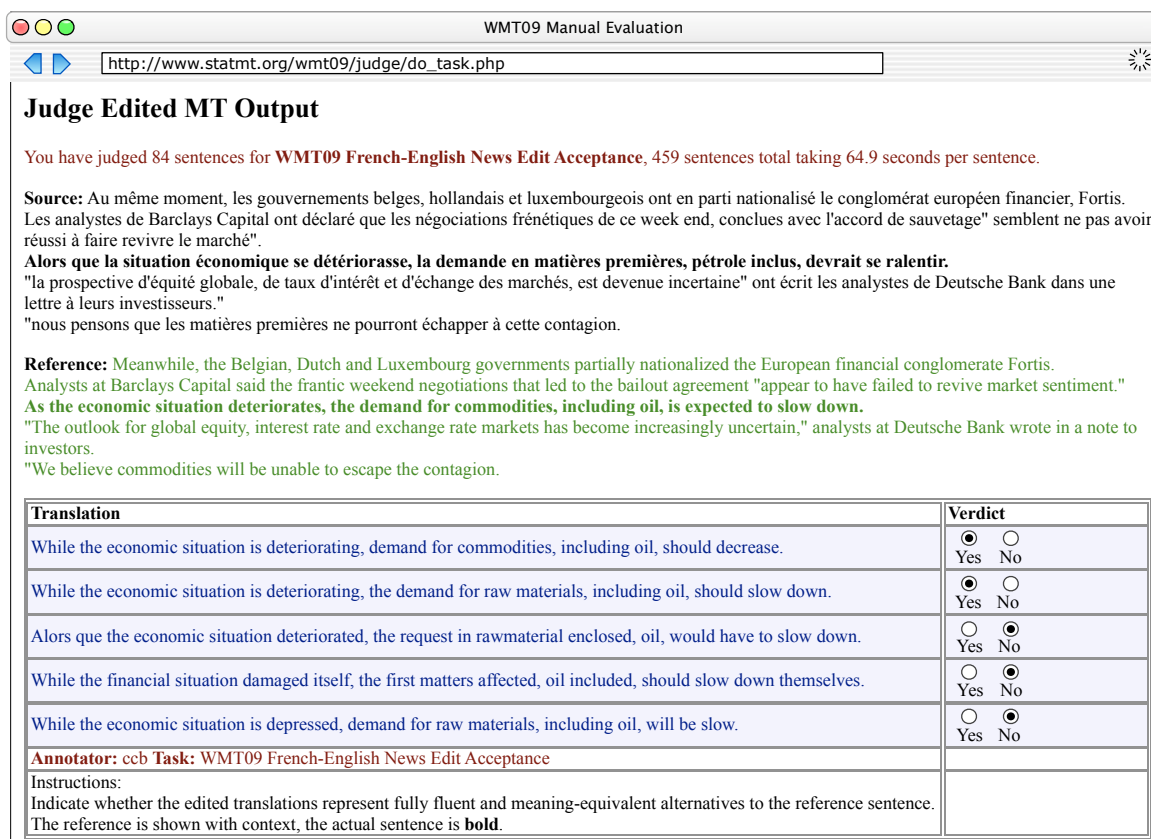 WMT09 Manual Evaluation
http://www.statmt.org/wmt09/judge/do_task.php
Judge Edited MT Output
You have judged 84 sentences for WMT09 French-English News Edit Acceptance, 459 sentences total taking 64.9 seconds per sentence.
Source: Au même moment, les gouvernements belges, hollandais et luxembourgeois ont en parti nationalisé le conglomérat européen financier, Fortis.
Les analystes de Barclays Capital ont déclaré que les négociations frénétiques de ce week end, conclues avec l'accord de sauvetage" semblent ne pas avoir
réussi à faire revivre le marché".
Alors que la situation économique se détériorasse, la demande en matières premières, pétrole inclus, devrait se ralentir.
"la prospective d'équité globale, de taux d'intérêt et d'échange des marchés, est devenue incertaine" ont écrit les analystes de Deutsche Bank dans une
lettre à leurs investisseurs."
"nous pensons que les matières premières ne pourront échapper à cette contagion.
Reference: Meanwhile, the Belgian, Dutch and Luxembourg governments partially nationalized the European financial conglomerate Fortis.
Analysts at Barclays Capital said the frantic weekend negotiations that led to the bailout agreement "appear to have failed to revive market sentiment."
As the economic situation deteriorates, the demand for commodities, including oil, is expected to slow down.
"The outlook for global equity, interest rate and exchange rate markets has become increasingly uncertain," analysts at Deutsche Bank wrote in a note to
investors.
"We believe commodities will be unable to escape the contagion.
Translation Verdict
While the economic situation is deteriorating, demand for commodities, including oil, should decrease.
Yes No
While the economic situation is deteriorating, the demand for raw materials, including oil, should slow down.
Yes No
Alors que the economic situation deteriorated, the request in rawmaterial enclosed, oil, would have to slow down.
Yes No
While the financial situation damaged itself, the first matters affected, oil included, should slow down themselves.
Yes No
While the economic situation is depressed, demand for raw materials, including oil, will be slow.
Yes No
Annotator: ccb Task: WMT09 French-English News Edit Acceptance
Instructions:
Indicate whether the edited translations represent fully fluent and meaning-equivalent alternatives to the reference sentence.
The reference is shown with context, the actual sentence is bold.